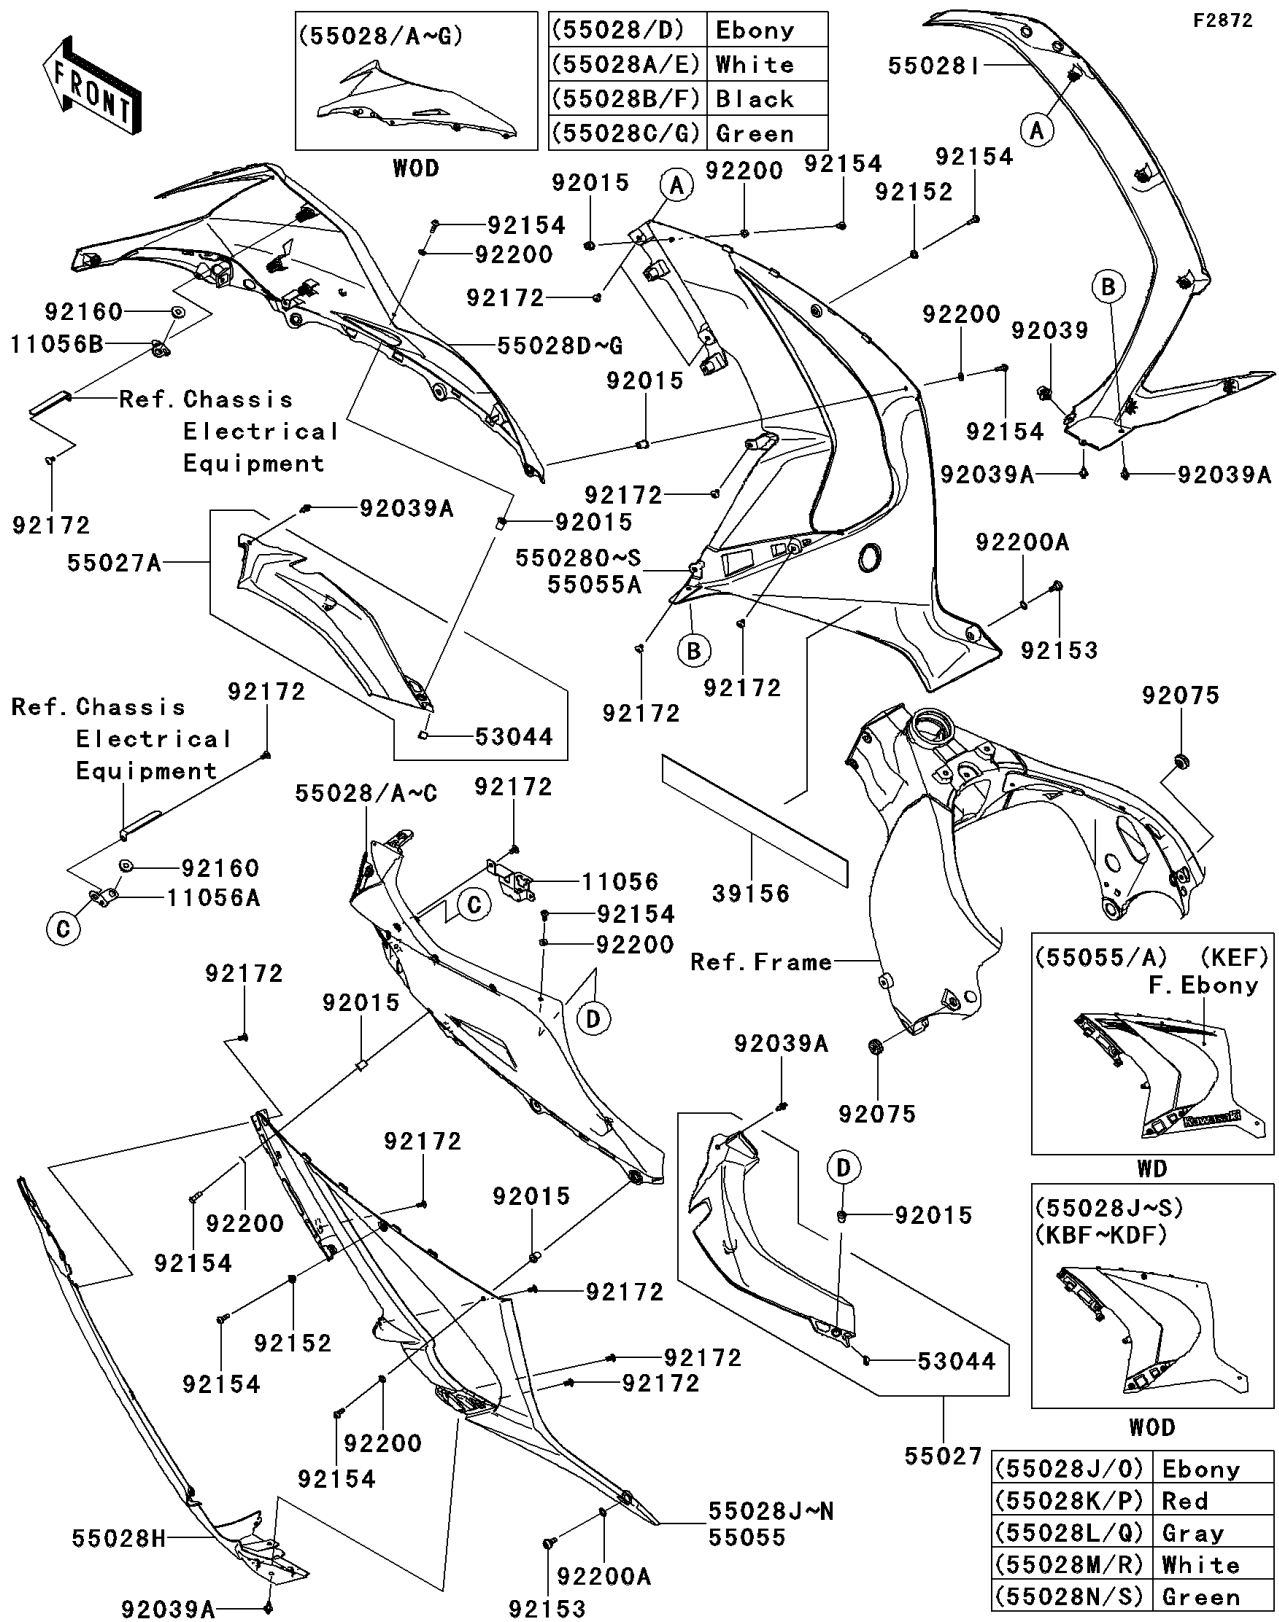 F2872
FRONT
(55028/A~G)
WOD
(55028/D) Ebony
(55028A/E) White
(55028B/F) Black
(55028C/G) Green
55028I
A
92015
A
92200
92154
92154
92152
92154
92200
92172
B
92160
11056B
55028D~G
92200
92039
92015
Ref.Chassis
Electrical
Equipment
92154
92039A
92039A
92172
92172
92039A
92015
55027A
55028O~S
55055A
92200A
B
92153
92172
92172
92172
92075
Ref.Chassis
Electrical
Equipment
53044
55028/A~C
92172
92160
11056A
C
11056
C
92154
92200
39156
Ref.Frame
(55055/A) (KEF)
F.Ebony
Kawasaki
WD
92172
92015
D
92039A
92075
92172
D
92015
92015
92200
92154
(55028J~S)
(KBF~KDF)
WOD
92172
92152
92154
92172
92172
53044
92200
92154
55027
(55028J/O) Ebony
(55028K/P) Red
(55028L/Q) Gray
(55028M/R) White
(55028N/S) Green
55028J~N
55055
55028H
92200A
92153
92039A